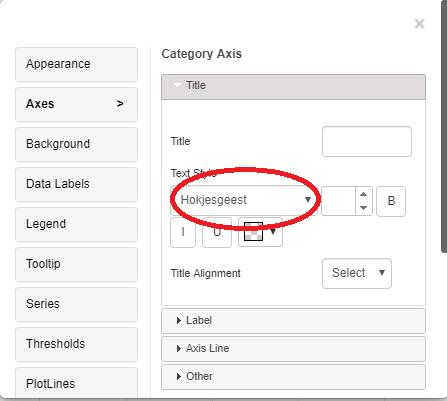 ×
Appearance
Axes >
Background
Data Labels
Legend
Tooltip
Series
Thresholds
PlotLines
Category Axis
Title
Title
Text Style
Hokjesgeest B
I U
Title Alignment Select
Label
Axis Line
Other